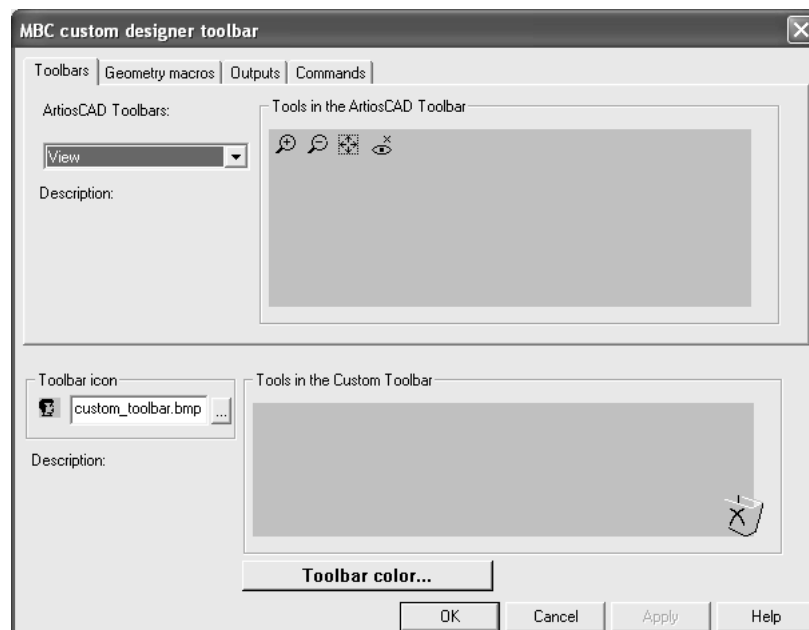 MBC custom designer toolbar
Toolbars Geometry macros Outputs Commands
ArtiosCAD Toolbars:
Tools in the ArtiosCAD Toolbar
View
Description:
Toolbar icon
Tools in the Custom Toolbar
custom_toolbar.bmp ...
Description:
Toolbar color...
OK Cancel Apply Help